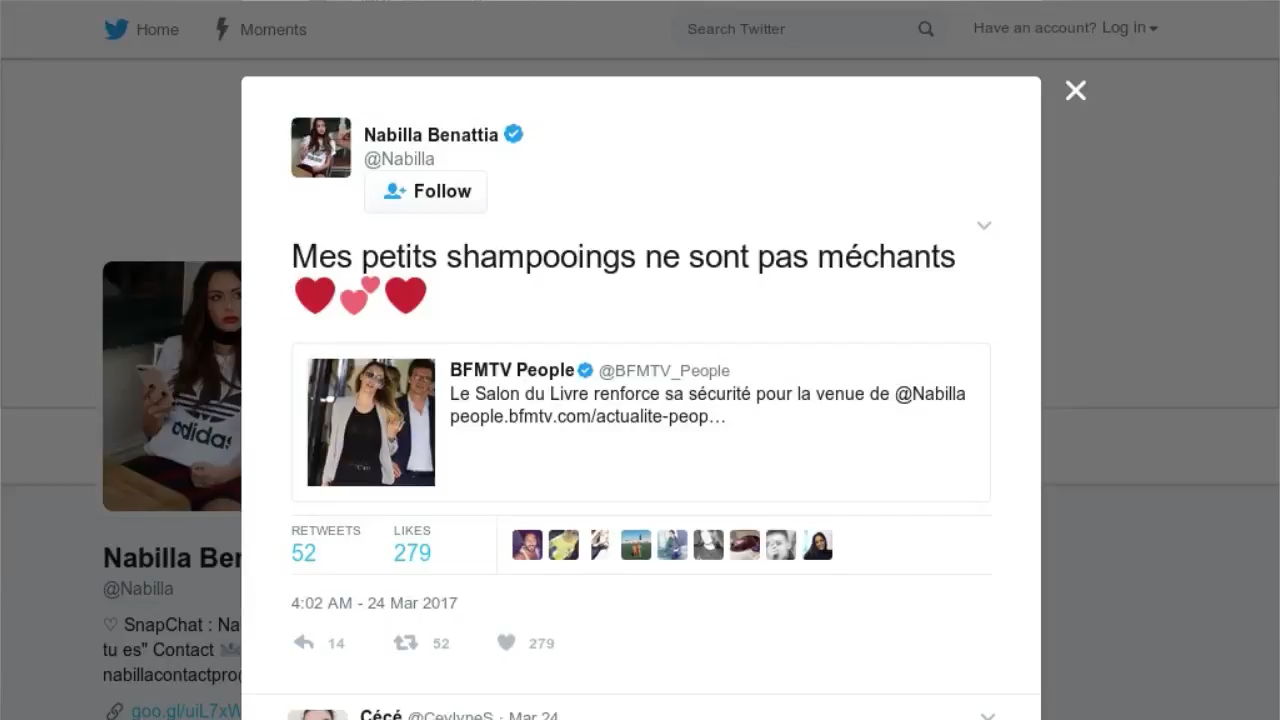 Home
Moments
Search Twitter
Have an account? Log in
Nabilla Benattia
@Nabilla
Follow
Mes petits shampooings ne sont pas méchants
BFMTV People @BFMTV_People
Le Salon du Livre renforce sa sécurité pour la venue de @Nabilla
people.bfmtv.com/actualite-peop…
RETWEETS
52
LIKES
279
4:02 AM - 24 Mar 2017
14
52
279
Cécé @CeylyneS · Mar 24
adidas
Nabilla Ber
@Nabilla
♡ SnapChat : Na
tu es" Contact
nabillacontactpro
goo.gl/uiL7xW